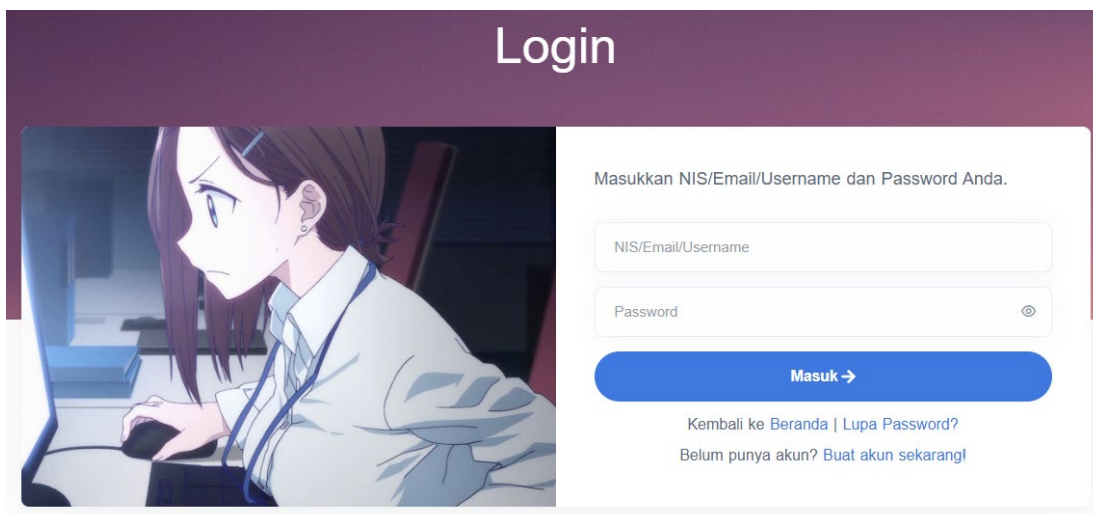 Login
Masukkan NIS/Email/Username dan Password Anda.
NIS/Email/Username
Password
Masuk →
Kembali ke Beranda | Lupa Password?
Belum punya akun? Buat akun sekarang!